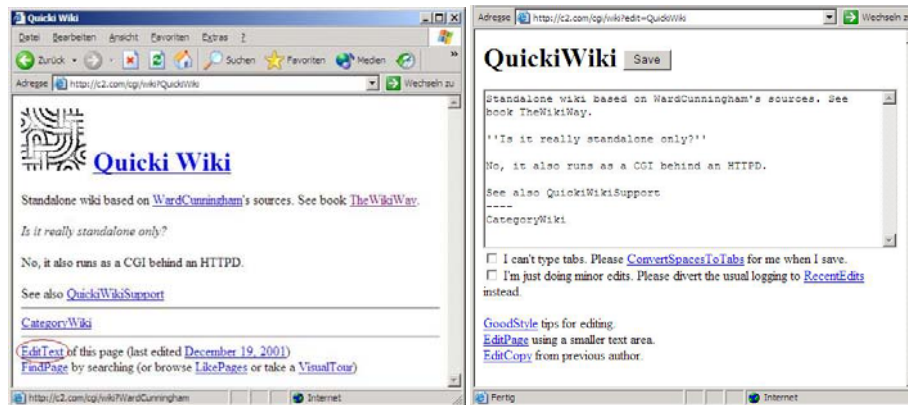 Quicki Wiki
Datei Bearbeiten Ansicht Favoriten Extras ?
Zurück Suchen Favoriten Medien
Adresse http://c2.com/cgi/wiki?QuickiWiki Wechseln zu
Quicki Wiki
Standalone wiki based on WardCunningham's sources. See book TheWikiWay.
Is it really standalone only?
No, it also runs as a CGI behind an HTTPD.
See also QuickiWikiSupport
CategoryWiki
EditText of this page (last edited December 19, 2001)
FindPage by searching (or browse LikePages or take a VisualTour)
http://c2.com/cgi/wiki?WardCunningham Internet
Adresse http://c2.com/cgi/wiki?edit=QuickiWiki Wechseln zu
QuickiWiki Save
Standalone wiki based on WardCunningham's sources. See
book TheWikiWay.
''Is it really standalone only?''
No, it also runs as a CGI behind an HTTPD.
See also QuickiWikiSupport
----
CategoryWiki
I can't type tabs. Please ConvertSpacesToTabs for me when I save.
I'm just doing minor edits. Please divert the usual logging to RecentEdits
instead.
GoodStyle tips for editing.
EditPage using a smaller text area.
EditCopy from previous author.
Fertig Internet